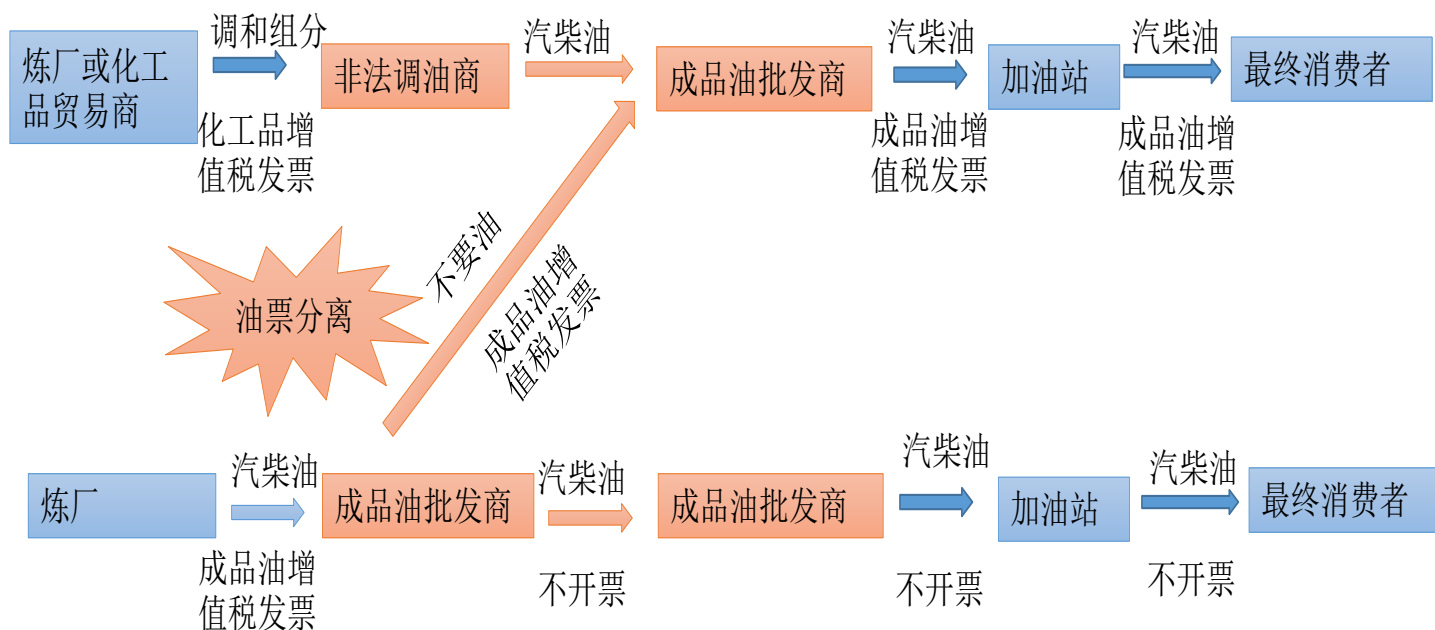 调和组分
汽柴油
汽柴油
汽柴油
炼厂或化工
品贸易商
非法调油商
成品油批发商
加油站
最终消费者
化工品增
值税发票
成品油增
值税发票
成品油增
值税发票
油票分离
不要油
成品油增
值税发票
汽柴油
汽柴油
汽柴油
汽柴油
炼厂
成品油批发商
成品油批发商
加油站
最终消费者
成品油增
值税发票
不开票
不开票
不开票